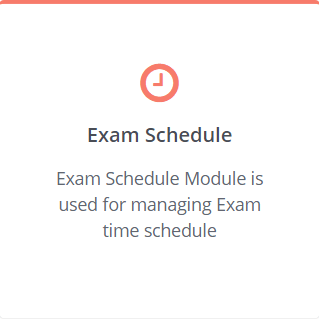 Exam Schedule
Exam Schedule Module is
used for managing Exam
time schedule